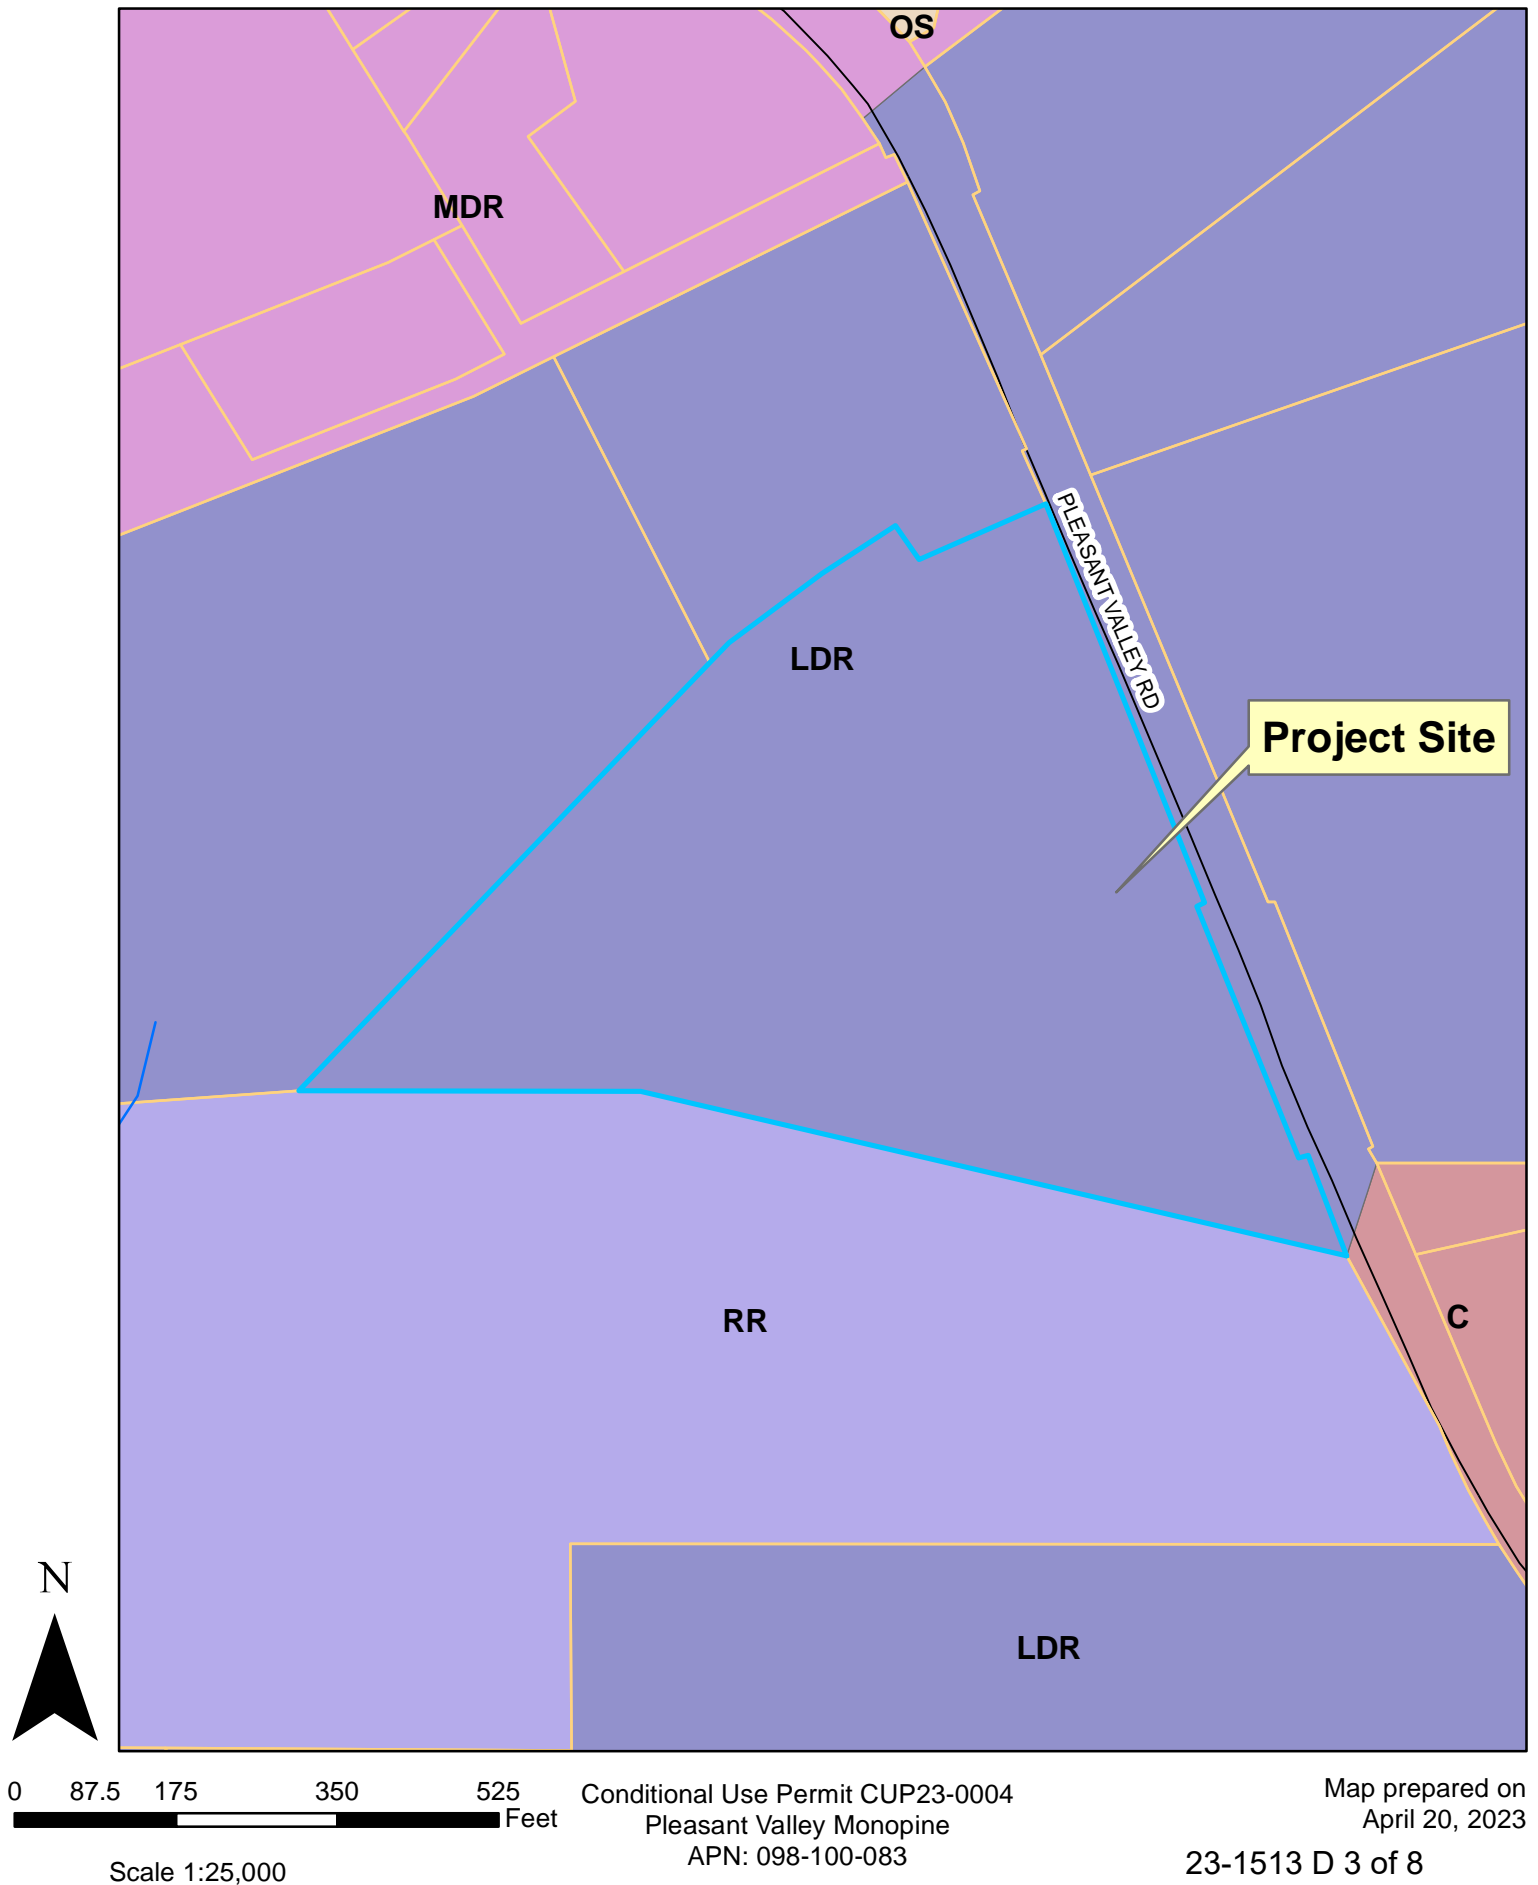 OS
MDR
PLEASANT VALLEY RD
LDR
Project Site
RR
C
N
LDR
0 87.5 175 350 525
Feet
Scale 1:25,000
Conditional Use Permit CUP23-0004
Pleasant Valley Monopine
APN: 098-100-083
Map prepared on
April 20, 2023
23-1513 D 3 of 8